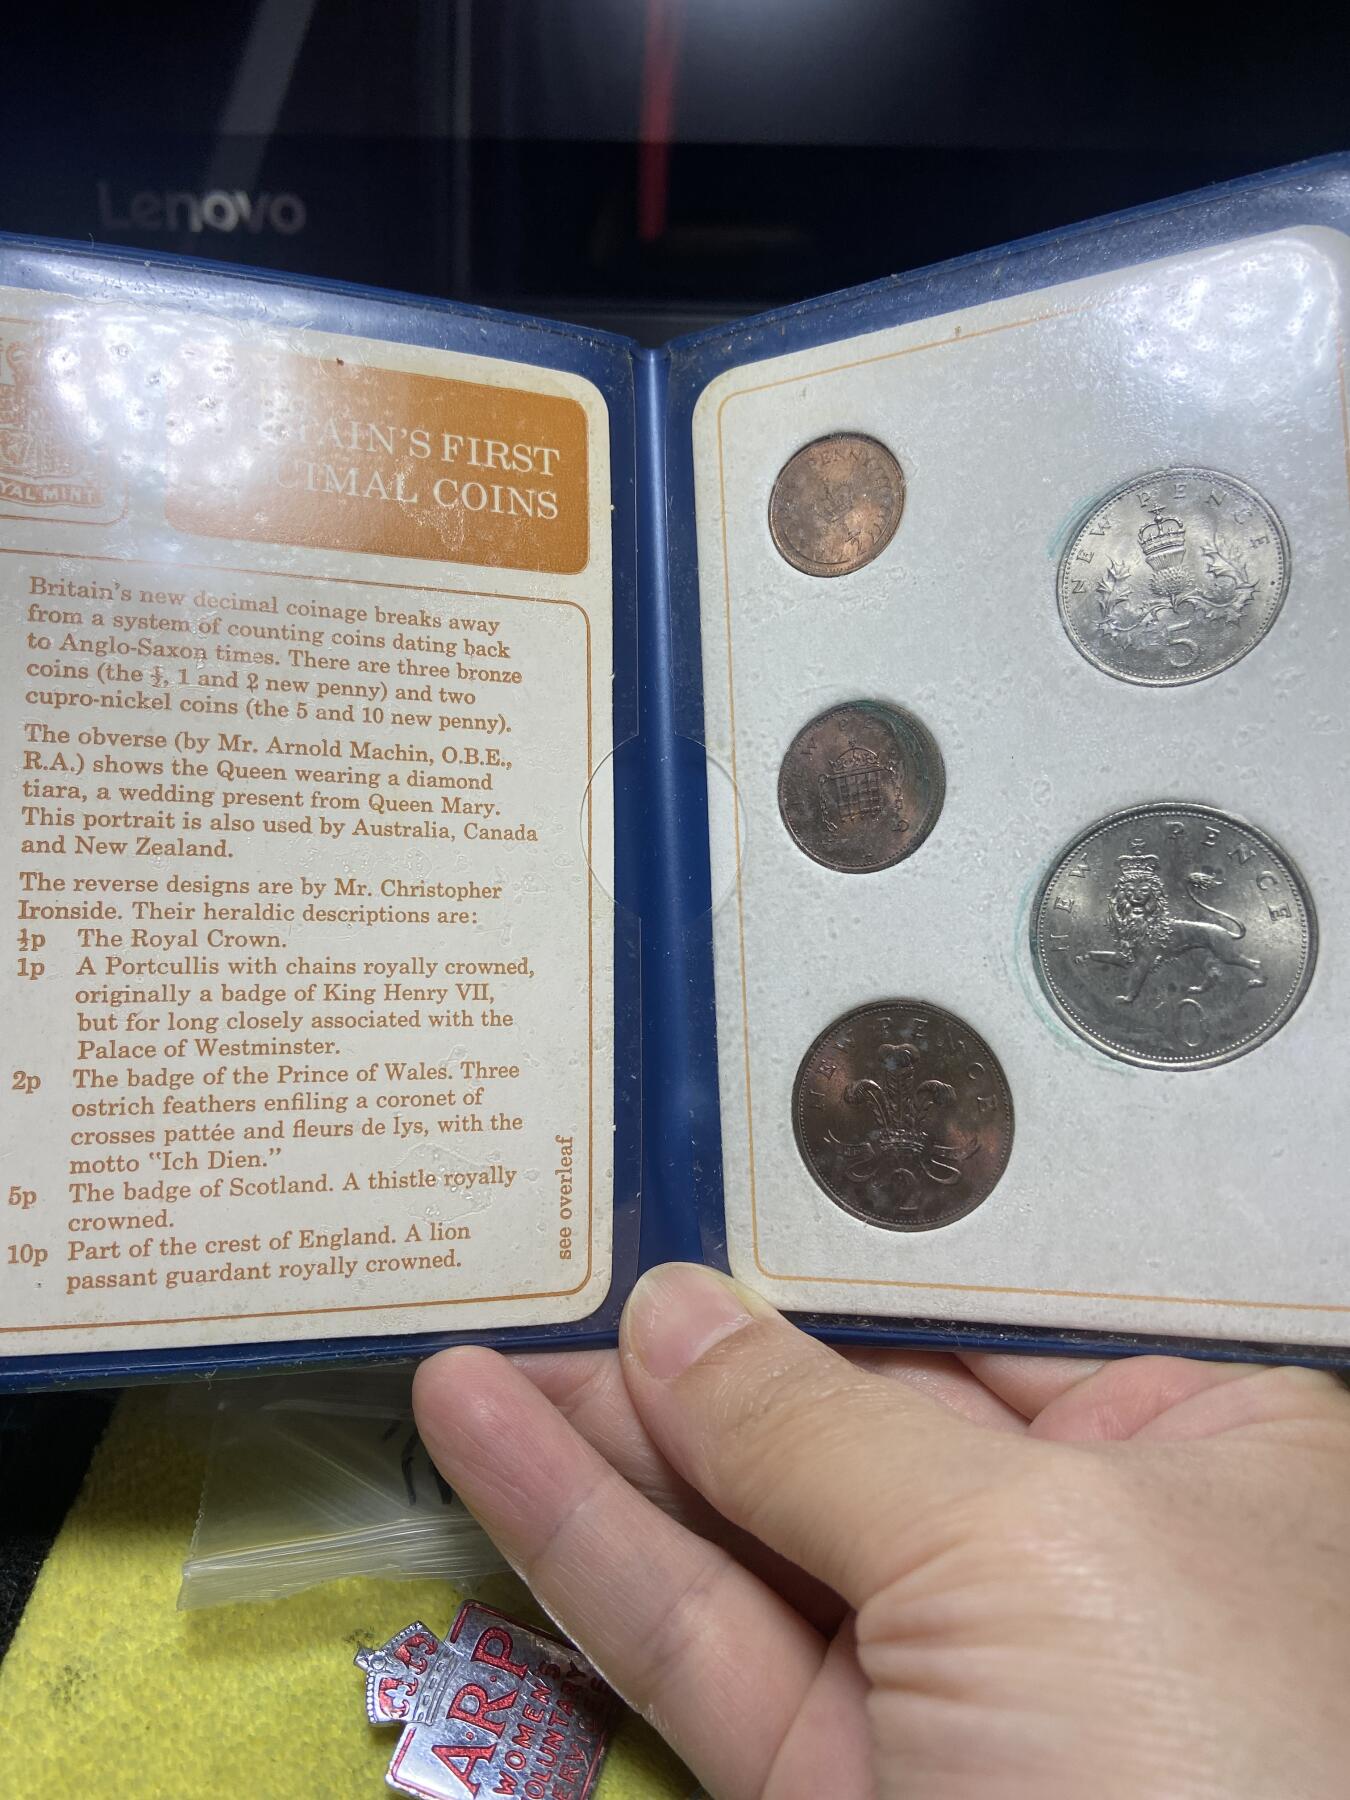 Lenovo
TAIN'S FIRST
CIMAL COINS
YAL MINT
Britain's new decimal coinage breaks away
from a system of counting coins dating back
to Anglo-Saxon times. There are three bronze
coins (the ½, 1 and 2 new penny) and two
cupro-nickel coins (the 5 and 10 new penny).
The obverse (by Mr. Arnold Machin, O.B.E.,
R.A.) shows the Queen wearing a diamond
tiara, a wedding present from Queen Mary.
This portrait is also used by Australia, Canada
and New Zealand.
The reverse designs are by Mr. Christopher
Ironside. Their heraldic descriptions are:
½p The Royal Crown.
1p A Portcullis with chains royally crowned,
originally a badge of King Henry VII,
but for long closely associated with the
Palace of Westminster.
2p The badge of the Prince of Wales. Three
ostrich feathers enfiling a coronet of
crosses pattée and fleurs de lys, with the
motto "Ich Dien."
5p The badge of Scotland. A thistle royally
crowned.
10p Part of the crest of England. A lion
passant guardant royally crowned.
see overleaf
PENNY
½
NEW PENCE
5
NEW PENCE
10
NEW PENCE
2
A.R.P
WOMEN'S
VOLUNTARY
SERVICES